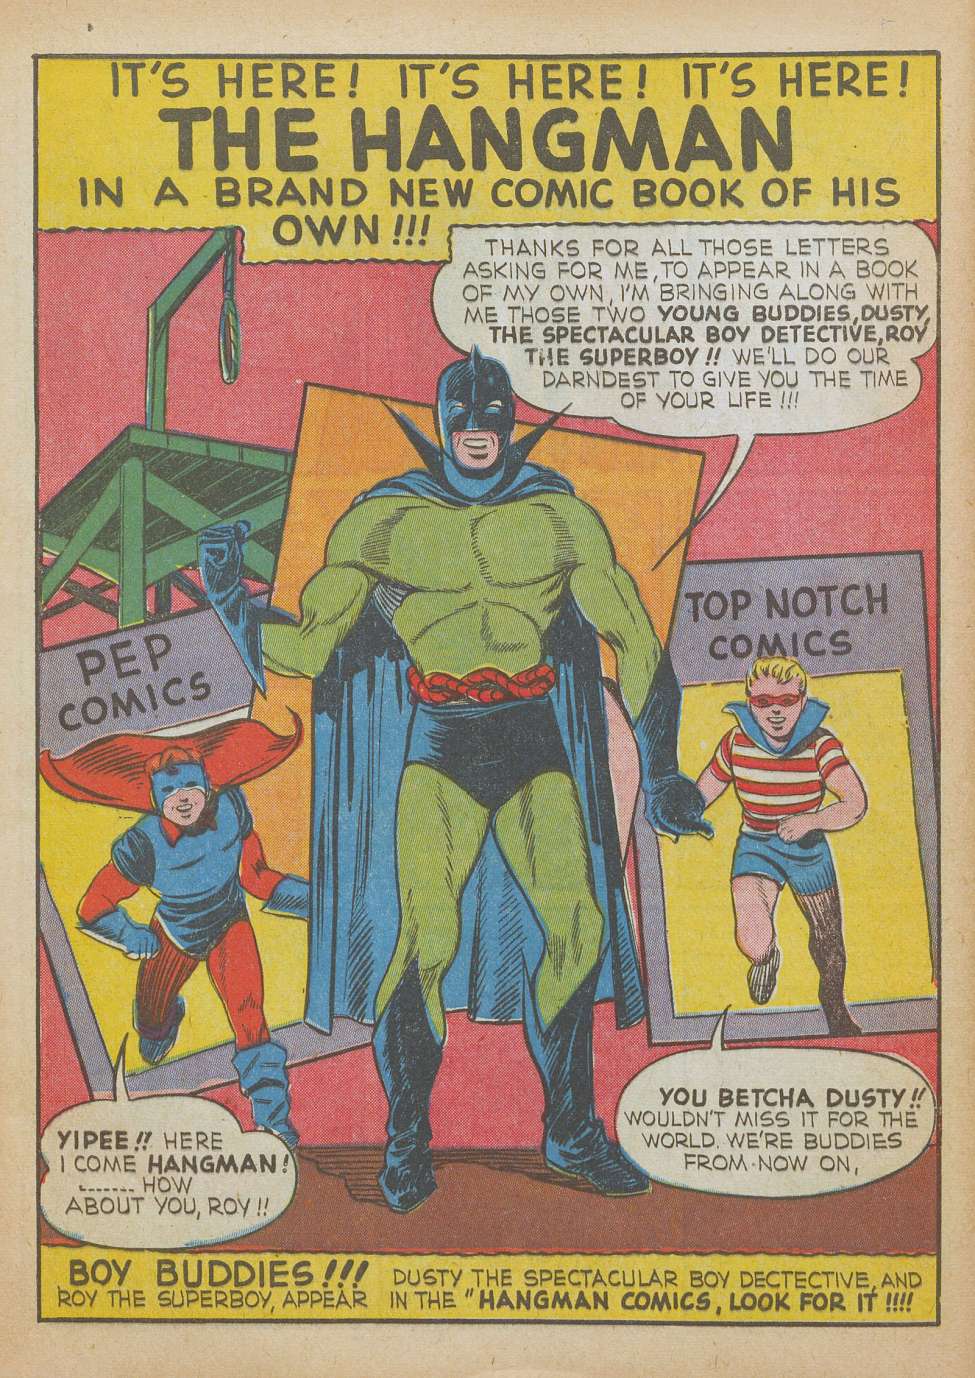 IT'S HERE! IT'S HERE! IT'S HERE!
THE HANGMAN
IN A BRAND NEW COMIC BOOK OF HIS
OWN!!!
THANKS FOR ALL THOSE LETTERS
ASKING FOR ME, TO APPEAR IN A BOOK
OF MY OWN, I'M BRINGING ALONG WITH
ME THOSE TWO YOUNG BUDDIES, DUSTY,
THE SPECTACULAR BOY DETECTIVE, ROY
THE SUPERBOY!! WE'LL DO OUR
DARNDEST TO GIVE YOU THE TIME
OF YOUR LIFE!!!
PEP
COMICS
TOP NOTCH
COMICS
YIPEE!! HERE
I COME HANGMAN!
------- HOW
ABOUT YOU, ROY!!
YOU BETCHA DUSTY!!
WOULDN'T MISS IT FOR THE
WORLD. WE'RE BUDDIES
FROM-NOW ON,
BOY BUDDIES!!! DUSTY THE SPECTACULAR BOY DECTECTIVE, AND
ROY THE SUPERBOY, APPEAR IN THE "HANGMAN COMICS, LOOK FOR IT!!!!